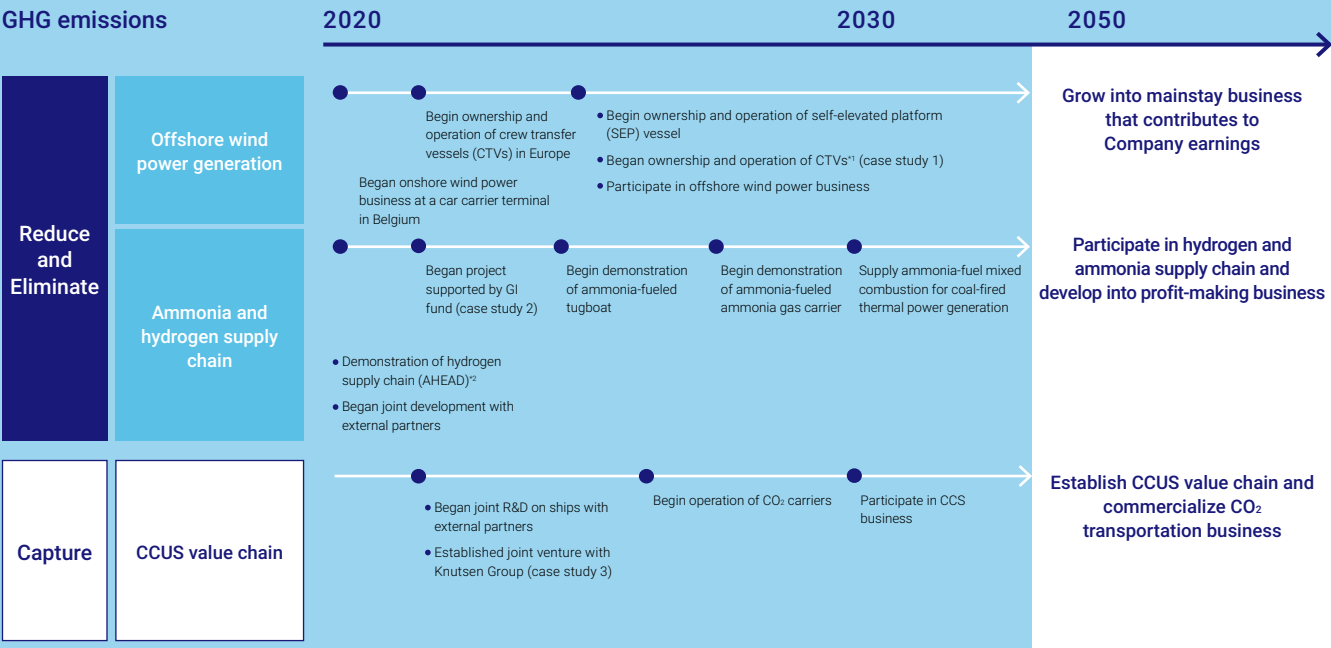 GHG emissions
2020
2030
2050
Reduce
and
Eliminate
Offshore wind
power generation
Begin ownership and
operation of crew transfer
vessels (CTVs) in Europe
Began onshore wind power
business at a car carrier terminal
in Belgium
• Begin ownership and operation of self-elevated platform
(SEP) vessel
• Began ownership and operation of CTVs*1 (case study 1)
• Participate in offshore wind power business
Grow into mainstay business
that contributes to
Company earnings
Ammonia and
hydrogen supply
chain
Began project
supported by GI
fund (case study 2)
Begin demonstration
of ammonia-fueled
tugboat
Begin demonstration
of ammonia-fueled
ammonia gas carrier
Supply ammonia-fuel mixed
combustion for coal-fired
thermal power generation
• Demonstration of hydrogen
supply chain (AHEAD)*2
• Began joint development with
external partners
Participate in hydrogen and
ammonia supply chain and
develop into profit-making business
Capture
CCUS value chain
• Began joint R&D on ships with
external partners
• Established joint venture with
Knutsen Group (case study 3)
Begin operation of CO₂ carriers
Participate in CCS
business
Establish CCUS value chain and
commercialize CO₂
transportation business